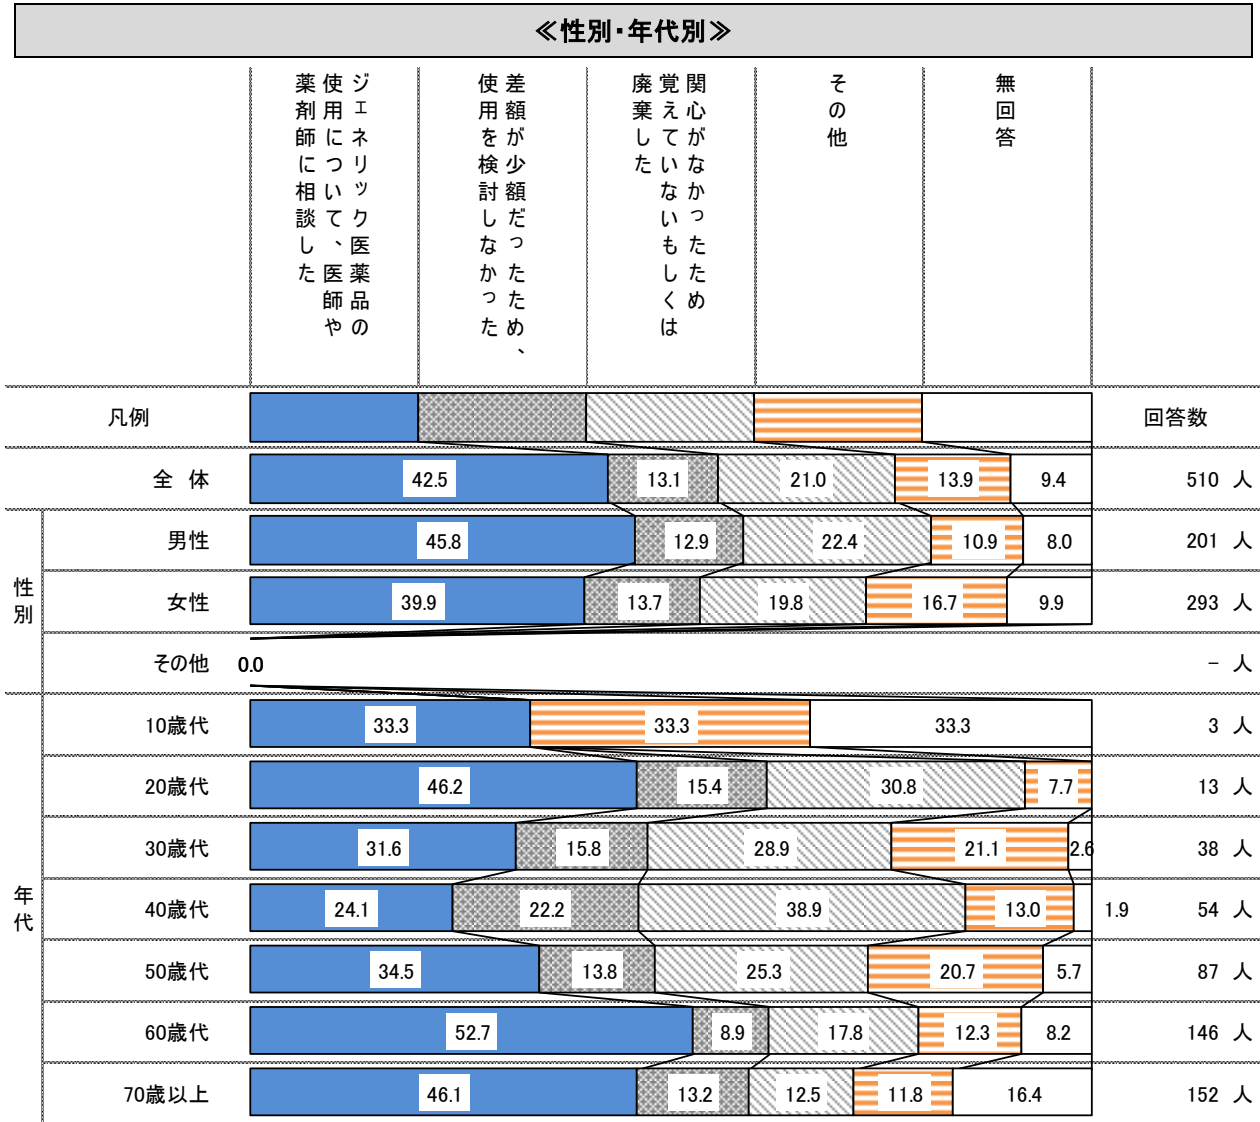 ≪性別・年代別≫
ジェネリック医薬品の
使用について、医師や
薬剤師に相談した
差額が少額だったため、
使用を検討しなかった
関心がなかったため
覚えていないもしくは
廃棄した
その他
無回答
凡例 回答数
全 体 42.5 13.1 21.0 13.9 9.4 510 人
性別
男性 45.8 12.9 22.4 10.9 8.0 201 人
女性 39.9 13.7 19.8 16.7 9.9 293 人
その他 0.0 － 人
年代
10歳代 33.3 33.3 33.3 3 人
20歳代 46.2 15.4 30.8 7.7 13 人
30歳代 31.6 15.8 28.9 21.1 2.6 38 人
40歳代 24.1 22.2 38.9 13.0 1.9 54 人
50歳代 34.5 13.8 25.3 20.7 5.7 87 人
60歳代 52.7 8.9 17.8 12.3 8.2 146 人
70歳以上 46.1 13.2 12.5 11.8 16.4 152 人